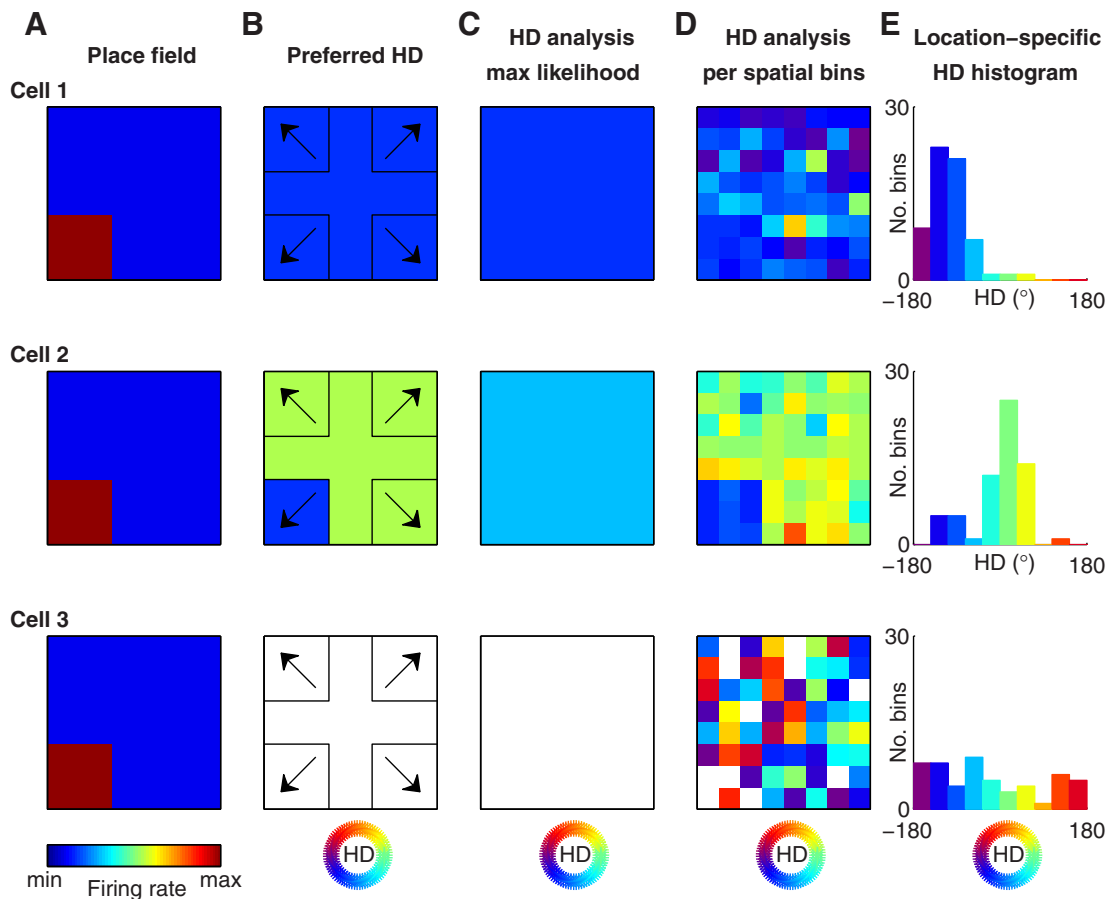 A
Place field
B
Preferred HD
C
HD analysis
max likelihood
D
HD analysis
per spatial bins
E
Location−specific
HD histogram
Cell 1
30
No. bins
0
−180
HD (°)
180
Cell 2
30
No. bins
0
−180
HD (°)
180
Cell 3
30
No. bins
0
−180
180
min
Firing rate
max
HD
HD
HD
HD